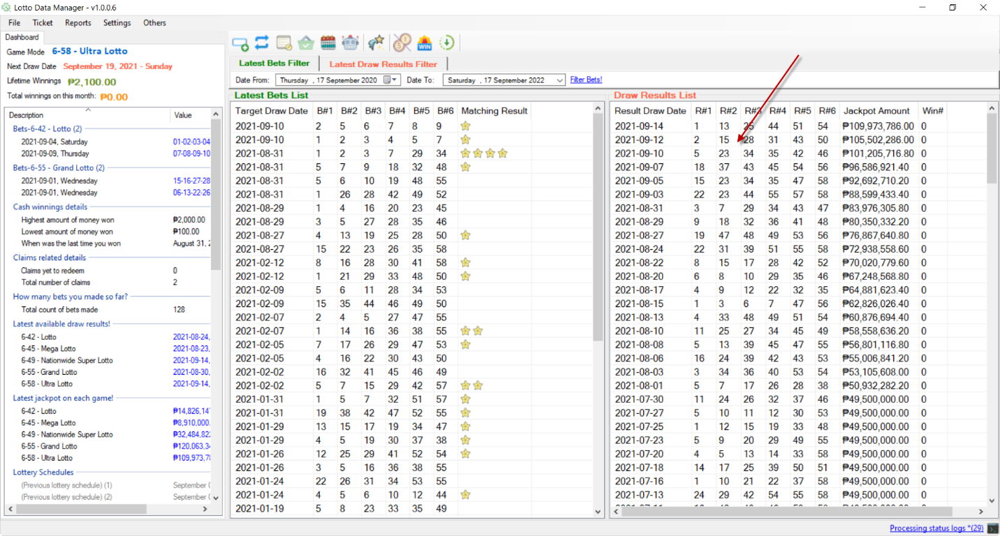 Lotto Data Manager - v1.0.0.6
File Ticket Reports Settings Others
Dashboard
Game Mode 6-58 - Ultra Lotto
Next Draw Date September 19, 2021 - Sunday
Lifetime Winnings ₱2,100.00
Total winnings on this month: ₱0.00
Description Value
Bets-6-42 - Lotto (2)
2021-09-04, Saturday 01-02-03-04
2021-09-09, Thursday 07-08-09-10
Bets-6-55 - Grand Lotto (2)
2021-09-01, Wednesday 15-16-27-28
2021-09-01, Wednesday 06-13-22-26
Cash winnings details
Highest amount of money won ₱2,000.00
Lowest amount of money won ₱100.00
When was the last time you won August 31, 2
Claims related details
Claims yet to redeem 0
Total number of claims 2
How many bets you made so far?
Total count of bets made 128
Latest available draw results!
6-42 - Lotto 2021-08-24,
6-45 - Mega Lotto 2021-08-23,
6-49 - Nationwide Super Lotto 2021-09-14,
6-55 - Grand Lotto 2021-08-30,
6-58 - Ultra Lotto 2021-09-14,
Latest jackpot on each game!
6-42 - Lotto ₱14,826,147
6-45 - Mega Lotto ₱8,910,000.
6-49 - Nationwide Super Lotto ₱32,484,82
6-55 - Grand Lotto ₱120,063,3
6-58 - Ultra Lotto ₱109,973,78
Lottery Schedules
(Previous lottery schedule) (1) September
(Previous lottery schedule) (2) September
WIN
Latest Bets Filter Latest Draw Results Filter
Date From: Thursday , 17 September 2020 Date To: Saturday , 17 September 2022 Filter Bets!
Latest Bets List
Target Draw Date B#1 B#2 B#3 B#4 B#5 B#6 Matching Result
2021-09-10 2 5 6 7 8 9
2021-09-10 1 2 3 4 5 7
2021-08-31 1 2 3 7 29 34
2021-08-31 5 7 9 18 32 48
2021-08-31 5 6 10 19 48 55
2021-08-31 1 26 28 42 49 52
2021-08-29 1 4 16 20 23 45
2021-08-29 3 5 27 28 35 46
2021-08-27 4 13 19 25 28 50
2021-08-27 15 22 23 26 35 58
2021-02-12 8 16 28 30 41 58
2021-02-12 1 21 29 33 48 50
2021-02-09 5 6 11 28 34 53
2021-02-09 15 35 44 46 49 50
2021-02-07 2 4 5 27 47 55
2021-02-07 1 14 16 36 38 55
2021-02-05 7 17 26 29 47 53
2021-02-05 4 16 22 30 43 50
2021-02-02 16 32 41 45 46 49
2021-02-02 5 7 15 29 42 57
2021-01-31 1 5 7 32 51 57
2021-01-31 19 38 42 47 52 55
2021-01-29 13 15 17 19 34 47
2021-01-29 4 5 19 30 37 38
2021-01-26 12 25 29 41 52 54
2021-01-26 3 5 16 36 38 55
2021-01-24 22 26 31 34 53 55
2021-01-24 4 5 6 10 12 44
2021-01-19 5 8 23 33 35 49
Draw Results List
Result Draw Date R#1 R#2 R#3 R#4 R#5 R#6 Jackpot Amount Win#
2021-09-14 1 13 25 44 51 54 ₱109,973,786.00 0
2021-09-12 2 15 28 31 43 50 ₱105,502,286.00 0
2021-09-10 5 23 34 35 42 46 ₱101,205,716.80 0
2021-09-07 18 37 43 45 54 56 ₱96,586,921.40 0
2021-09-05 15 23 34 35 47 58 ₱92,692,710.20 0
2021-09-03 22 23 44 55 57 58 ₱88,599,433.40 0
2021-08-31 3 7 29 34 43 47 ₱83,976,305.80 0
2021-08-29 9 18 32 36 41 48 ₱80,350,332.20 0
2021-08-27 19 47 48 49 53 56 ₱76,867,640.80 0
2021-08-24 22 31 39 51 55 58 ₱72,938,558.60 0
2021-08-22 8 15 17 28 42 52 ₱70,020,779.60 0
2021-08-20 6 8 10 29 35 46 ₱67,248,568.80 0
2021-08-17 4 9 12 22 32 35 ₱64,881,623.40 0
2021-08-15 1 3 6 7 47 56 ₱62,826,026.40 0
2021-08-13 4 33 48 49 51 54 ₱60,876,694.40 0
2021-08-10 11 25 27 34 45 49 ₱58,558,636.20 0
2021-08-08 5 13 39 45 47 55 ₱56,801,116.80 0
2021-08-06 16 24 39 42 43 53 ₱55,006,841.20 0
2021-08-03 3 34 36 40 53 54 ₱53,105,608.00 0
2021-08-01 5 7 17 26 28 38 ₱50,932,282.20 0
2021-07-30 11 24 26 32 37 46 ₱49,500,000.00 0
2021-07-27 5 10 11 12 30 53 ₱49,500,000.00 0
2021-07-25 1 12 15 19 33 48 ₱49,500,000.00 0
2021-07-23 5 9 20 29 49 55 ₱49,500,000.00 0
2021-07-20 4 5 13 14 33 58 ₱49,500,000.00 0
2021-07-18 14 17 25 39 50 51 ₱49,500,000.00 0
2021-07-16 1 10 21 22 37 58 ₱49,500,000.00 0
2021-07-13 24 29 42 54 55 58 ₱49,500,000.00 0
Processing status logs *(29)